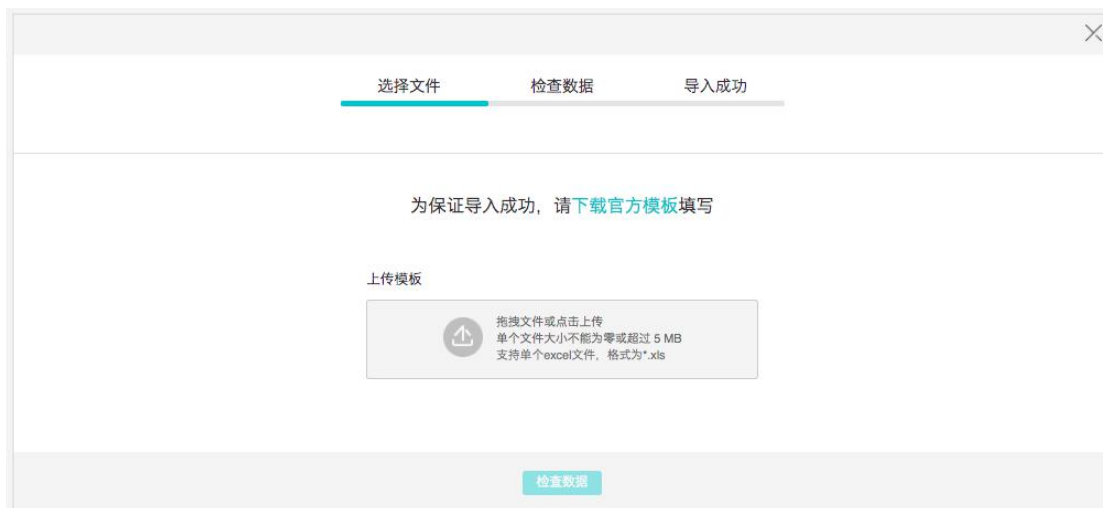 选择文件 检查数据 导入成功
为保证导入成功，请下载官方模板填写
上传模板
拖拽文件或点击上传
单个文件大小不能为零或超过 5 MB
支持单个excel文件，格式为*.xls
检查数据